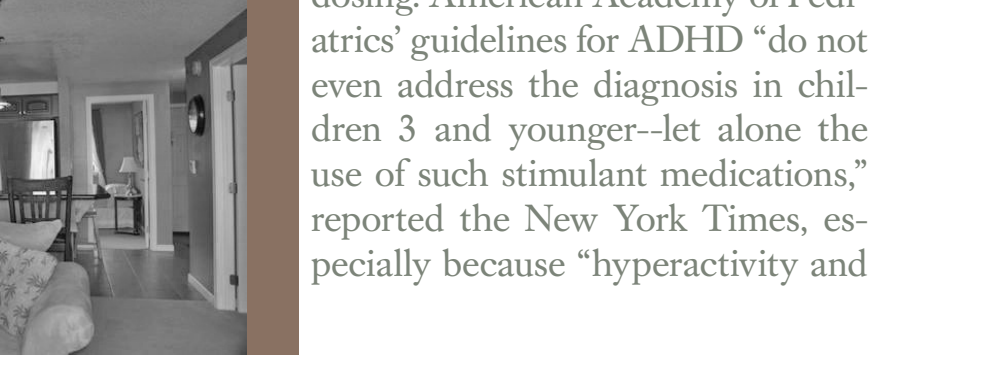 dosing. American Academy of Pedi-
atrics’ guidelines for ADHD “do not
even address the diagnosis in chil-
dren 3 and younger--let alone the
use of such stimulant medications,”
reported the New York Times, es-
pecially because “hyperactivity and